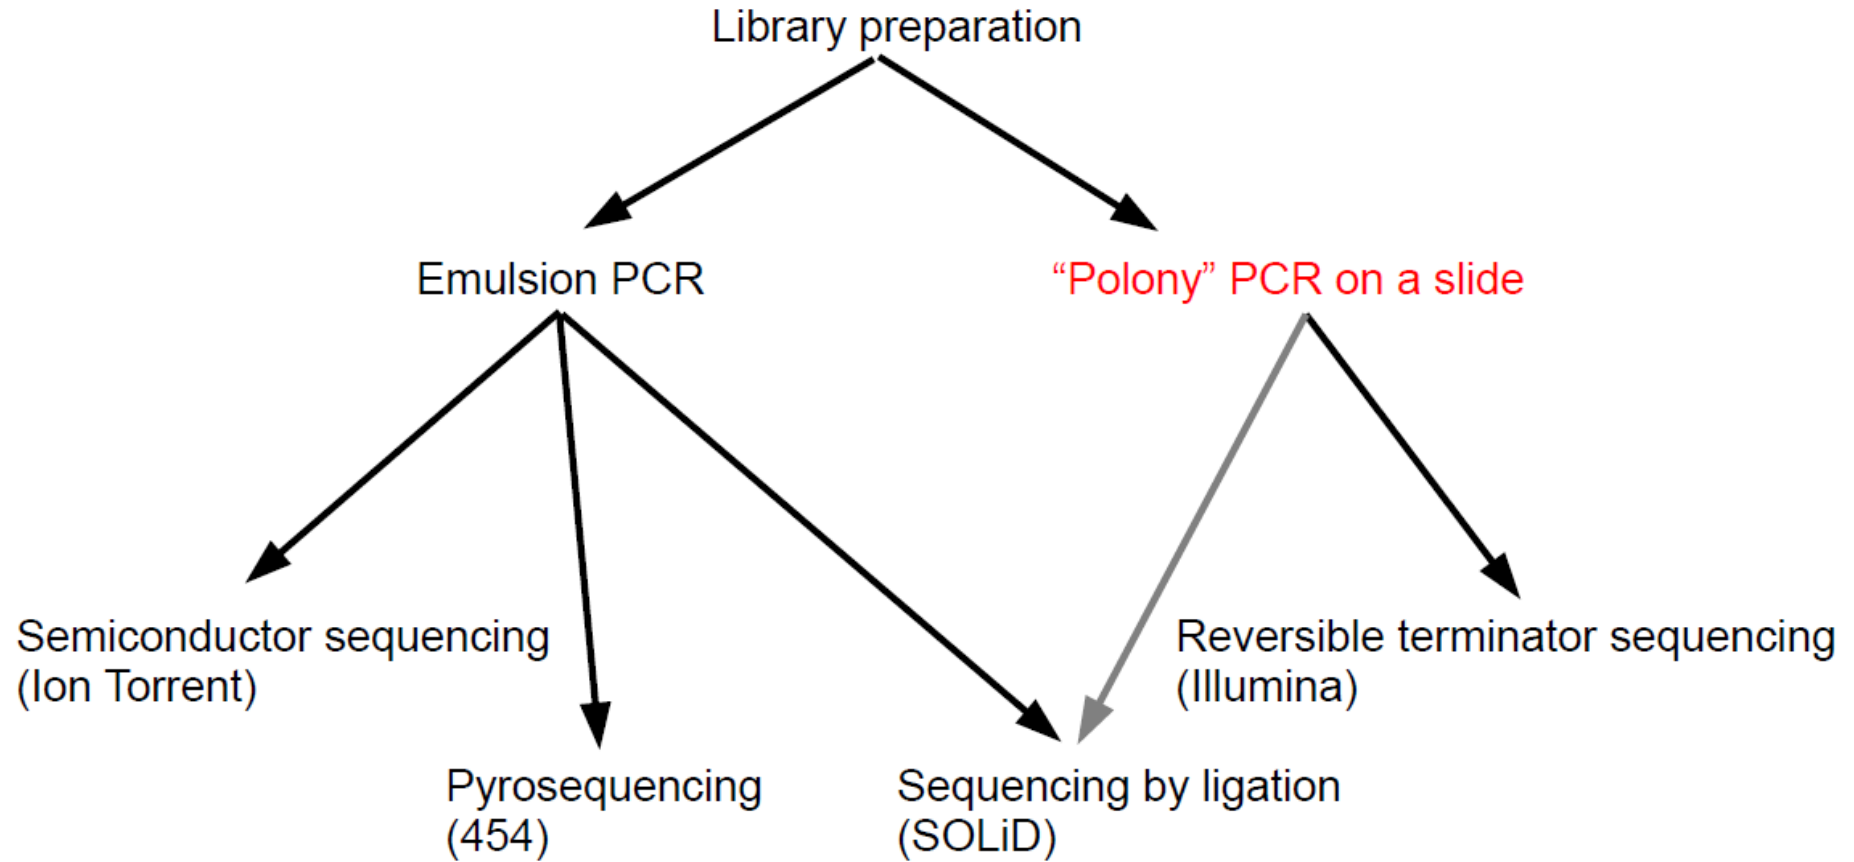 Library preparation
Emulsion PCR
“Polony” PCR on a slide
Semiconductor sequencing
(Ion Torrent)
Reversible terminator sequencing
(Illumina)
Pyrosequencing
(454)
Sequencing by ligation
(SOLiD)